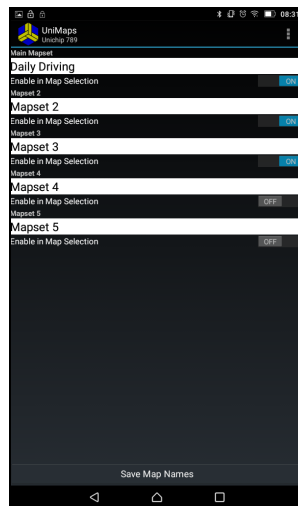 08:31
UniMaps
Unichip 789
Main Mapset
Daily Driving
Enable in Map Selection ON
Mapset 2
Mapset 2
Enable in Map Selection ON
Mapset 3
Mapset 3
Enable in Map Selection ON
Mapset 4
Mapset 4
Enable in Map Selection OFF
Mapset 5
Mapset 5
Enable in Map Selection OFF
Save Map Names